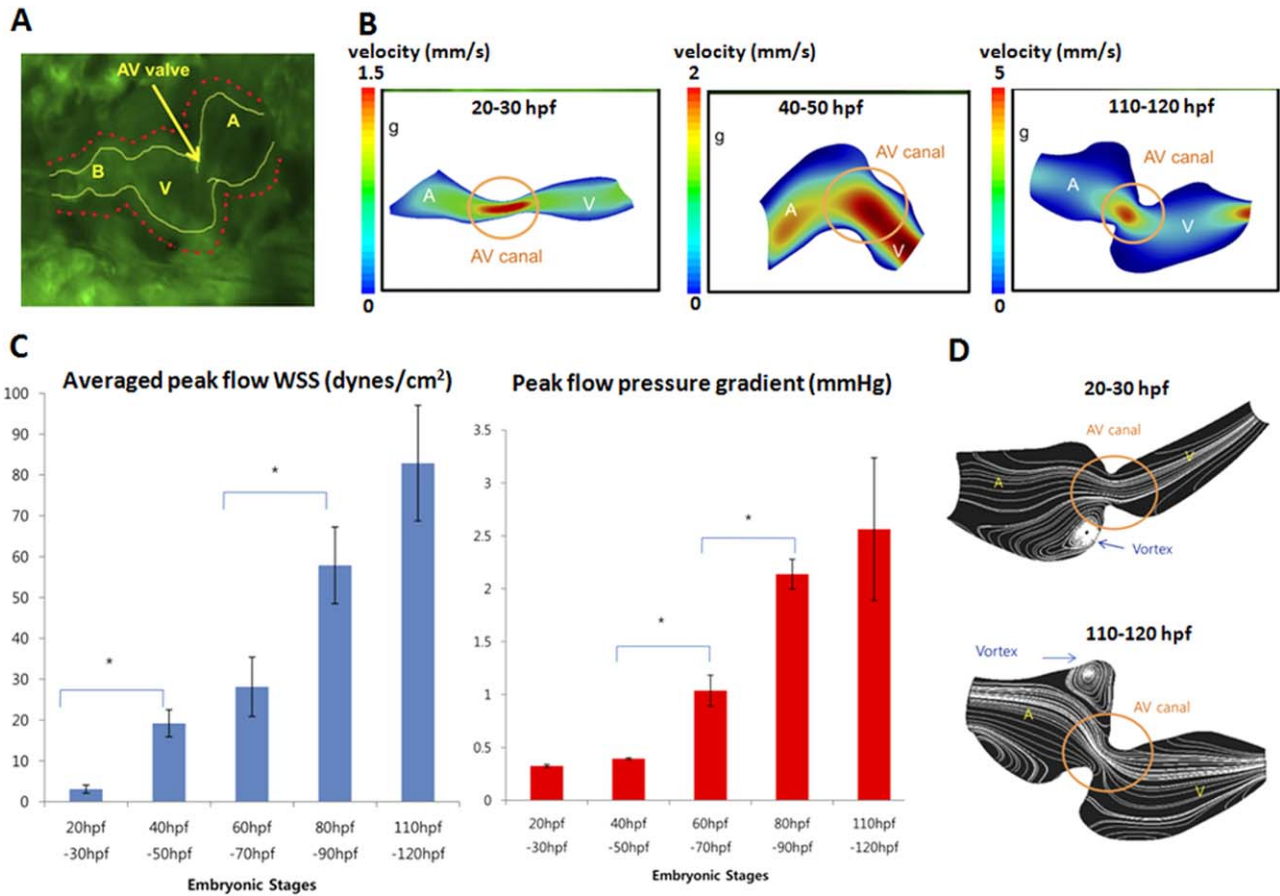 A
AV valve
A
B
V
B
velocity (mm/s)
1.5
20-30 hpf
g
A
V
AV canal
0
velocity (mm/s)
2
40-50 hpf
g
AV canal
A
V
0
velocity (mm/s)
5
110-120 hpf
g
AV canal
A
V
0
C
Averaged peak flow WSS (dynes/cm²)
100
90
80
70
60
50
40
30
20
10
0
*
*
20hpf 40hpf 60hpf 80hpf 110hpf
-30hpf -50hpf -70hpf -90hpf -120hpf
Embryonic Stages
Peak flow pressure gradient (mmHg)
3.5
3
2.5
2
1.5
1
0.5
0
*
*
20hpf 40hpf 60hpf 80hpf 110hpf
-30hpf -50hpf -70hpf -90hpf -120hpf
Embryonic Stages
D
20-30 hpf
AV canal
A
V
Vortex
110-120 hpf
Vortex
A
AV canal
V